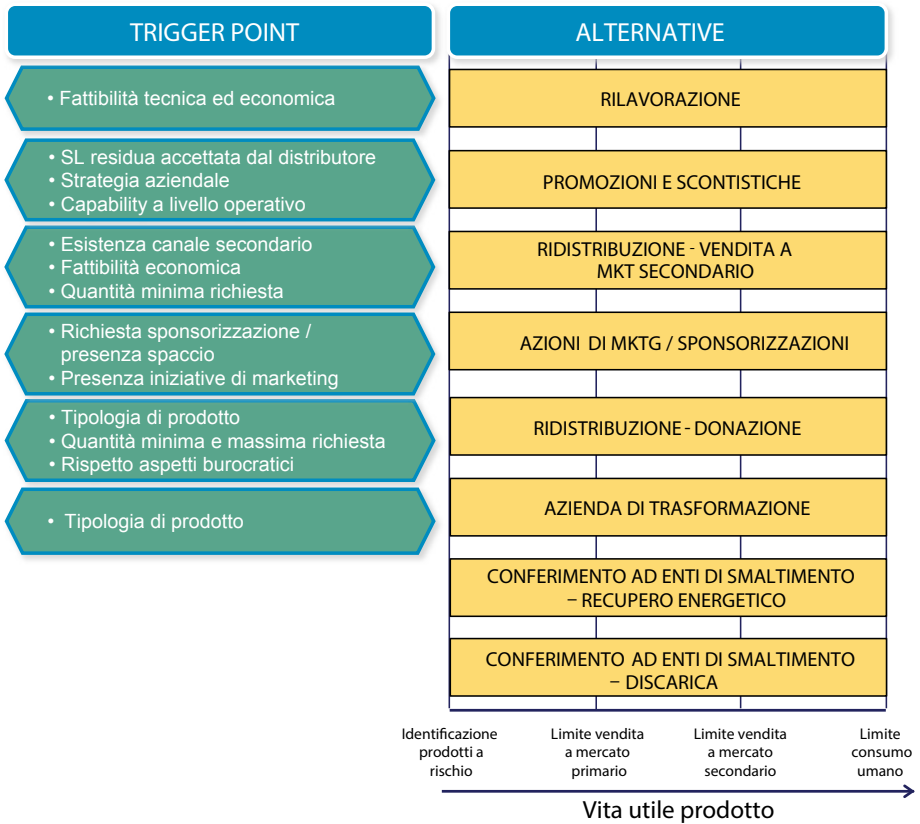 TRIGGER POINT
• Fattibilità tecnica ed economica
• SL residua accettata dal distributore
• Strategia aziendale
• Capability a livello operativo
• Esistenza canale secondario
• Fattibilità economica
• Quantità minima richiesta
• Richiesta sponsorizzazione /
presenza spaccio
• Presenza iniziative di marketing
• Tipologia di prodotto
• Quantità minima e massima richiesta
• Rispetto aspetti burocratici
• Tipologia di prodotto
ALTERNATIVE
RILAVORAZIONE
PROMOZIONI E SCONTISTICHE
RIDISTRIBUZIONE - VENDITA A
MKT SECONDARIO
AZIONI DI MKTG / SPONSORIZZAZIONI
RIDISTRIBUZIONE - DONAZIONE
AZIENDA DI TRASFORMAZIONE
CONFERIMENTO AD ENTI DI SMALTIMENTO
– RECUPERO ENERGETICO
CONFERIMENTO AD ENTI DI SMALTIMENTO
– DISCARICA
Identificazione
prodotti a
rischio
Limite vendita
a mercato
primario
Limite vendita
a mercato
secondario
Limite
consumo
umano
Vita utile prodotto